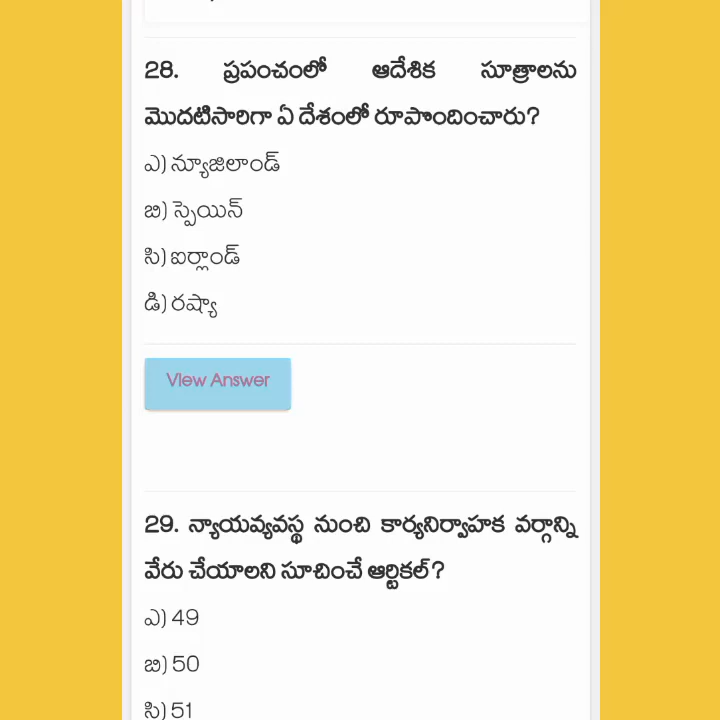 28. ప్రపంచంలో ఆదేశిక సూత్రాలను
మొదటిసారిగా ఏ దేశంలో రూపొందించారు?
ఎ) న్యూజిలాండ్
బి) స్పెయిన్
సి) ఐర్లాండ్
డి) రష్యా
View Answer
29. న్యాయవ్యవస్థ నుంచి కార్యనిర్వాహక వర్గాన్ని
వేరు చేయాలని సూచించే ఆర్టికల్?
ఎ) 49
బి) 50
సి) 51